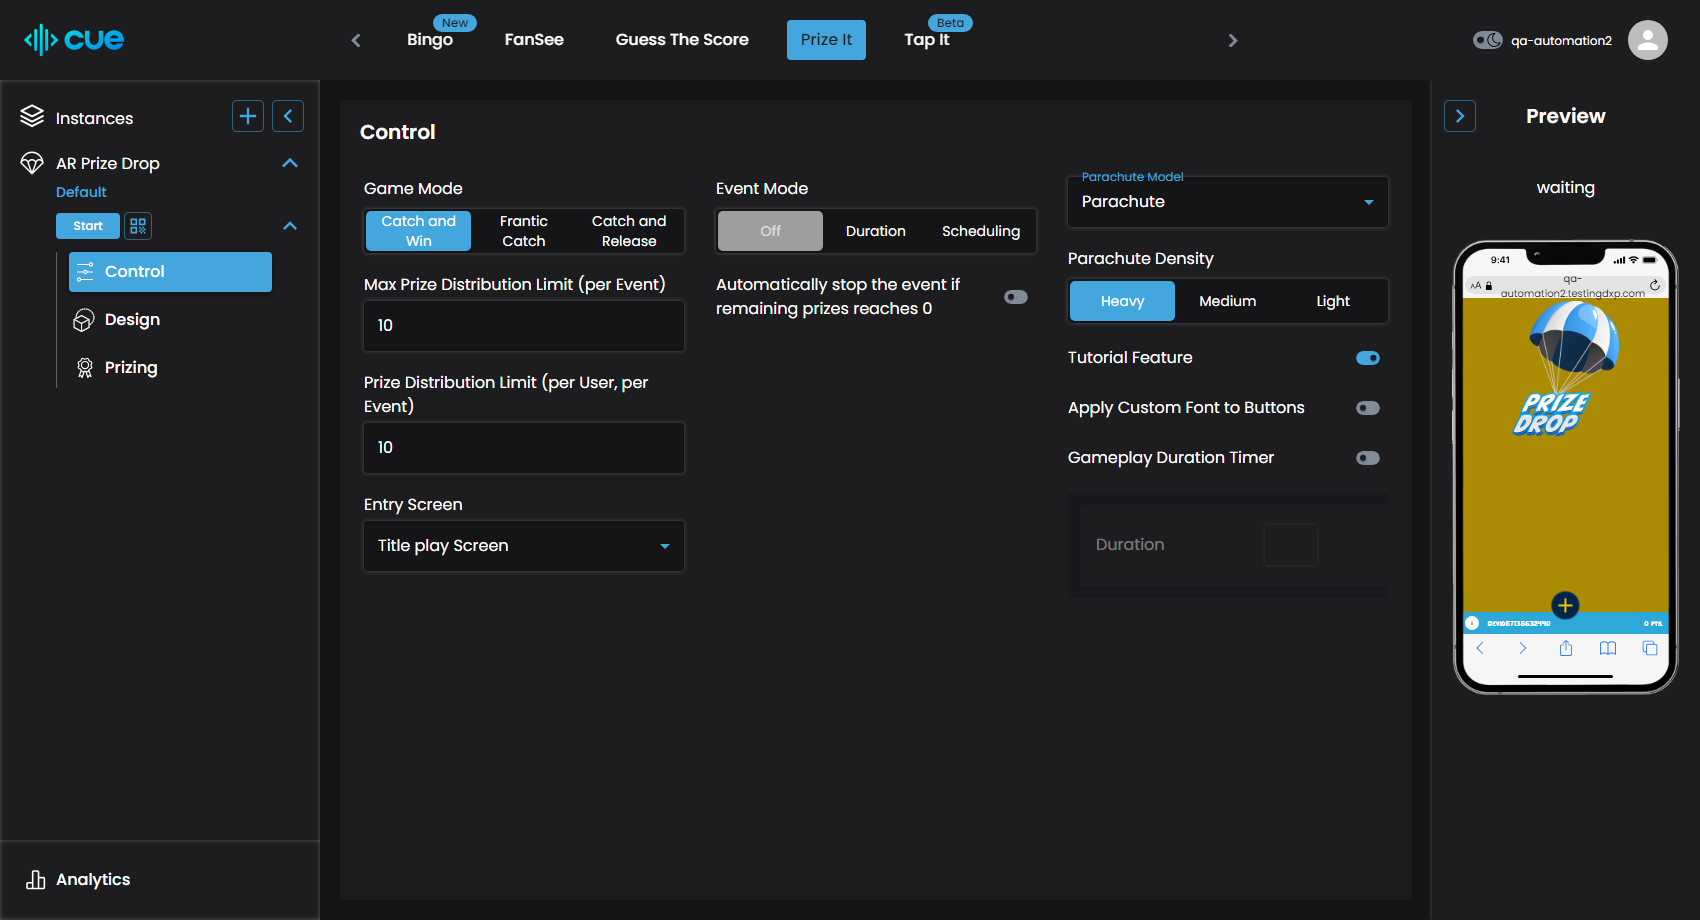 cue
New
Bingo
FanSee
Guess The Score
Prize It
Beta
Tap It
qa-automation2
Instances
AR Prize Drop
Default
Start
Control
Design
Prizing
Analytics
Control
Game Mode
Catch and
Win
Frantic
Catch
Catch and
Release
Max Prize Distribution Limit (per Event)
10
Prize Distribution Limit (per User, per
Event)
10
Entry Screen
Title play Screen
Event Mode
Off
Duration
Scheduling
Automatically stop the event if
remaining prizes reaches 0
Parachute Model
Parachute
Parachute Density
Heavy
Medium
Light
Tutorial Feature
Apply Custom Font to Buttons
Gameplay Duration Timer
Duration
Preview
waiting
9:41
AA
qa-
automation2.testingdxp.com
PRIZE
DROP
0 PTS.